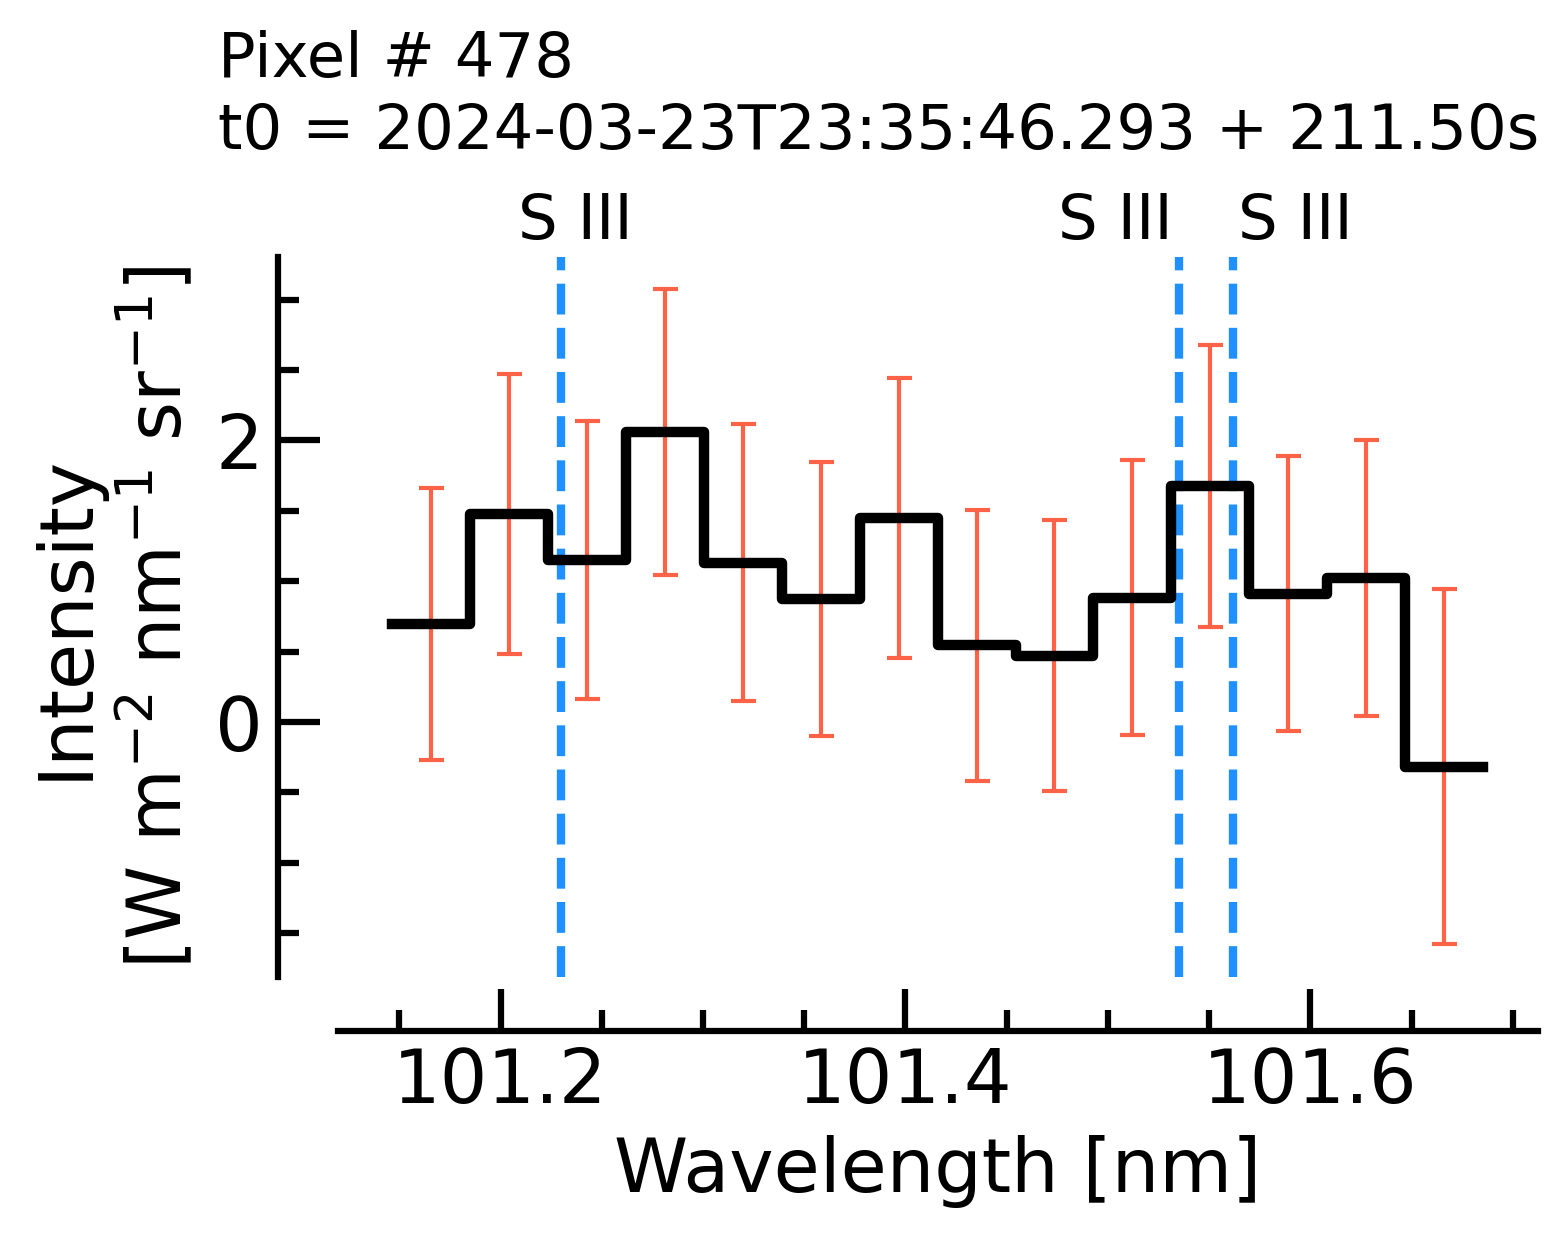 Pixel # 478
t0 = 2024-03-23T23:35:46.293 + 211.50s
S III S III S III
Intensity
[W m⁻² nm⁻¹ sr⁻¹]
2
0
101.2 101.4 101.6
Wavelength [nm]